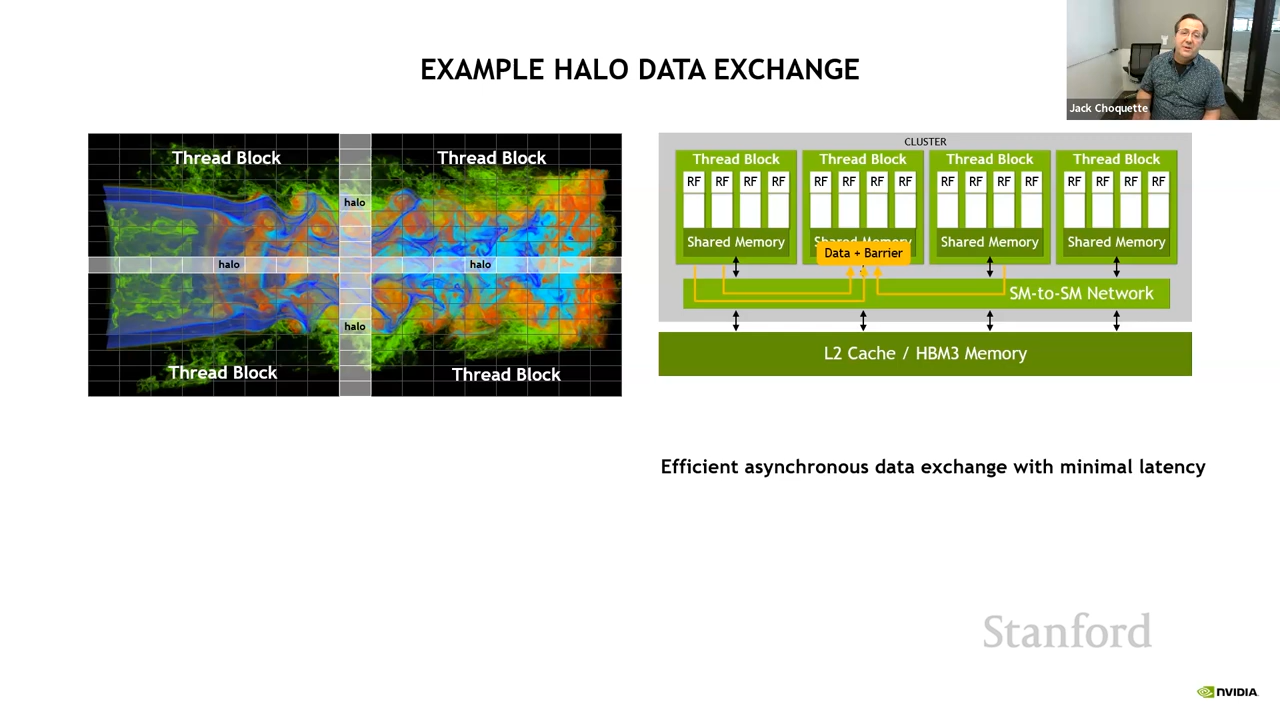 EXAMPLE HALO DATA EXCHANGE
Jack Choquette
Thread Block
Thread Block
halo
halo
halo
halo
Thread Block
Thread Block
CLUSTER
Thread Block
Thread Block
Thread Block
Thread Block
RF RF RF RF
RF RF RF RF
RF RF RF RF
RF RF RF RF
Shared Memory
Shared Memory
Shared Memory
Shared Memory
Data + Barrier
SM-to-SM Network
L2 Cache / HBM3 Memory
Efficient asynchronous data exchange with minimal latency
Stanford
NVIDIA